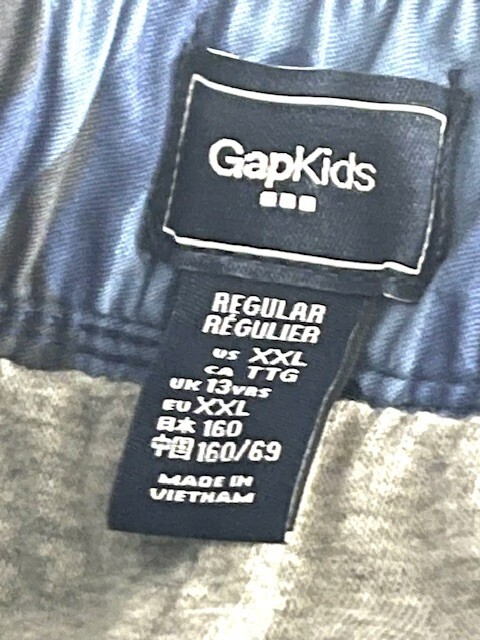 GapKids
REGULAR
RÉGULIER
US XXL
CA TTG
UK 13YRS
EU XXL
日本 160
中国 160/69
MADE IN
VIETNAM